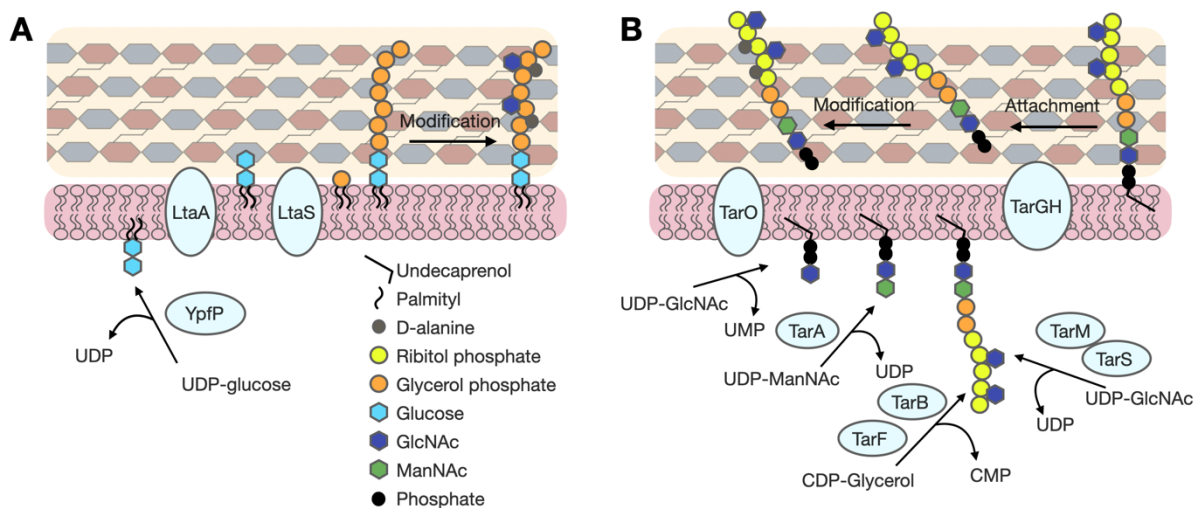 A
Modification
LtaA
LtaS
YpfP
UDP
UDP-glucose
Undecaprenol
Palmityl
D-alanine
Ribitol phosphate
Glycerol phosphate
Glucose
GlcNAc
ManNAc
Phosphate
B
Modification
Attachment
TarO
TarGH
UDP-GlcNAc
UMP
TarA
UDP-ManNAc
UDP
TarM
TarS
UDP-GlcNAc
UDP
TarB
TarF
CDP-Glycerol
CMP